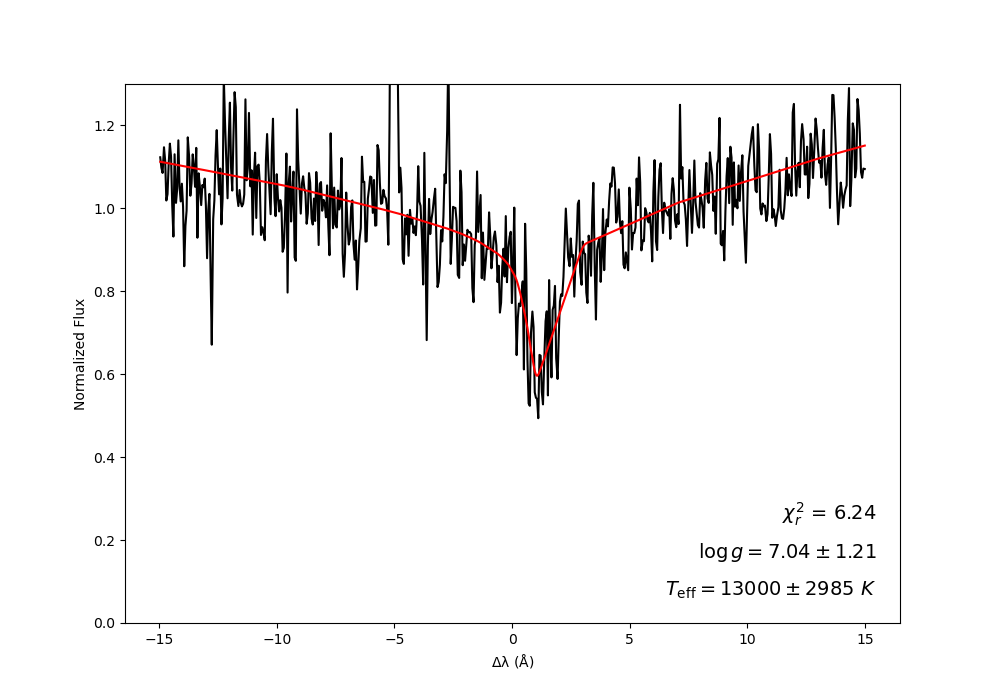 Normalized Flux
1.2
1.0
0.8
0.6
0.4
0.2
0.0
−15
−10
−5
0
5
10
15
Δλ (Å)
χ²ᵣ = 6.24
log g = 7.04 ± 1.21
T_eff = 13000 ± 2985 K